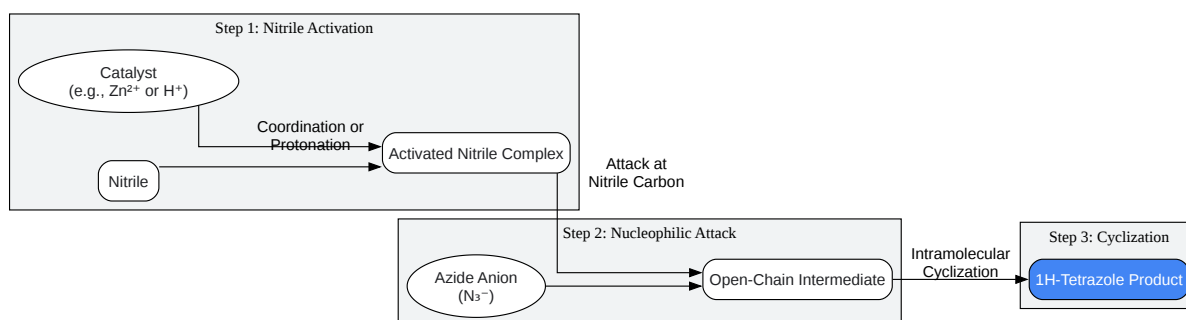 Step 1: Nitrile Activation
Catalyst
(e.g., Zn²⁺ or H⁺)
Coordination or
Protonation
Activated Nitrile Complex
Nitrile
Attack at
Nitrile Carbon
Step 2: Nucleophilic Attack
Azide Anion
(N₃⁻)
Open-Chain Intermediate
Intramolecular
Cyclization
Step 3: Cyclization
1H-Tetrazole Product